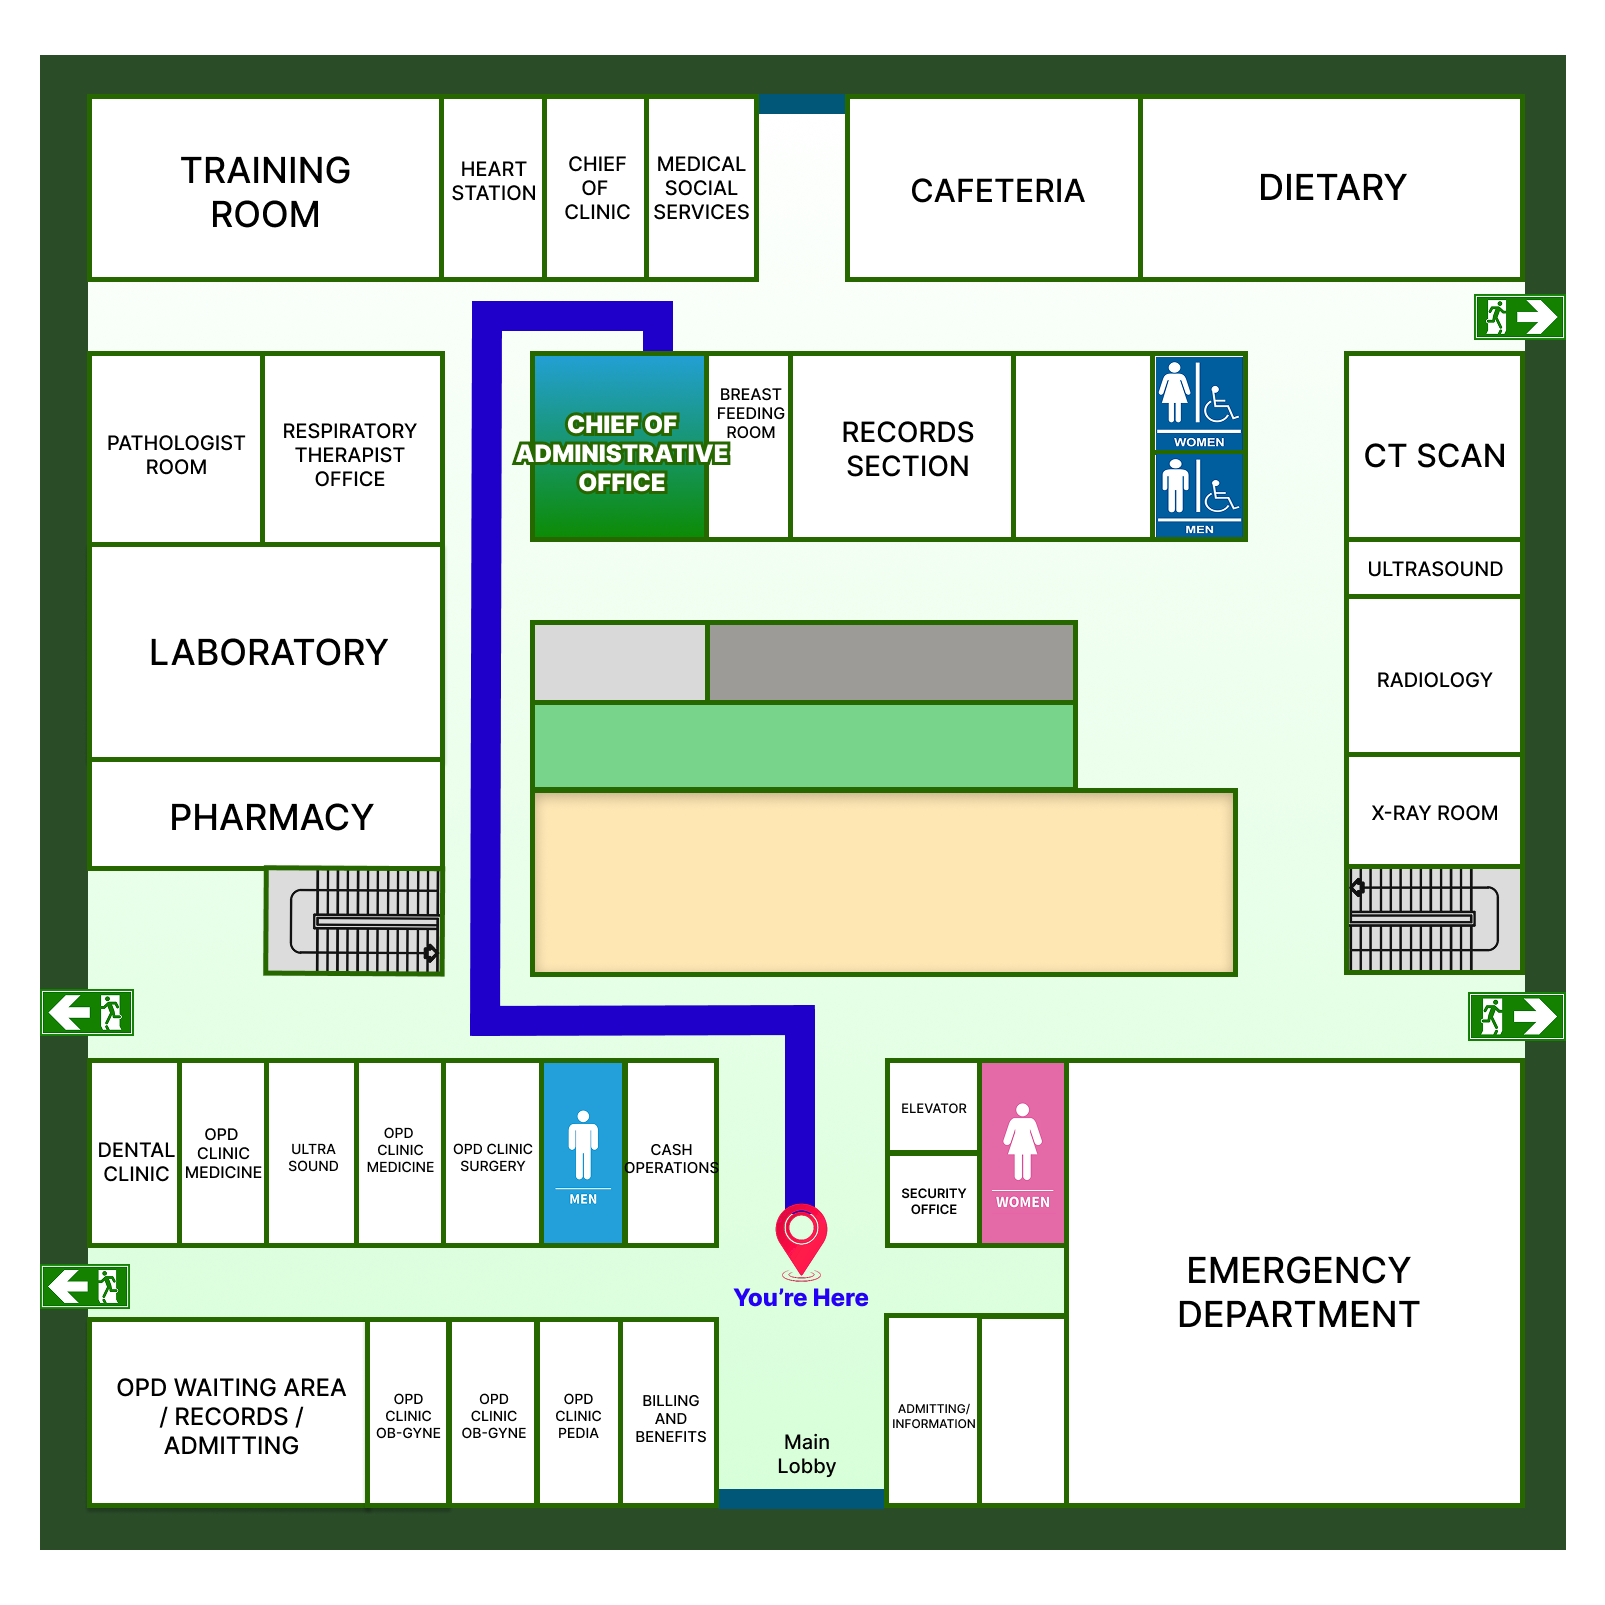 TRAINING
ROOM
HEART
STATION
CHIEF
OF
CLINIC
MEDICAL
SOCIAL
SERVICES
CAFETERIA
DIETARY
PATHOLOGIST
ROOM
RESPIRATORY
THERAPIST
OFFICE
CHIEF OF
ADMINISTRATIVE
OFFICE
BREAST
FEEDING
ROOM
RECORDS
SECTION
WOMEN
MEN
CT SCAN
ULTRASOUND
LABORATORY
RADIOLOGY
PHARMACY
X-RAY ROOM
DENTAL
CLINIC
OPD
CLINIC
MEDICINE
ULTRA
SOUND
OPD
CLINIC
MEDICINE
OPD CLINIC
SURGERY
MEN
CASH
OPERATIONS
ELEVATOR
SECURITY
OFFICE
WOMEN
You're Here
EMERGENCY
DEPARTMENT
OPD WAITING AREA
/ RECORDS /
ADMITTING
OPD
CLINIC
OB-GYNE
OPD
CLINIC
OB-GYNE
OPD
CLINIC
PEDIA
BILLING
AND
BENEFITS
Main
Lobby
ADMITTING/
INFORMATION